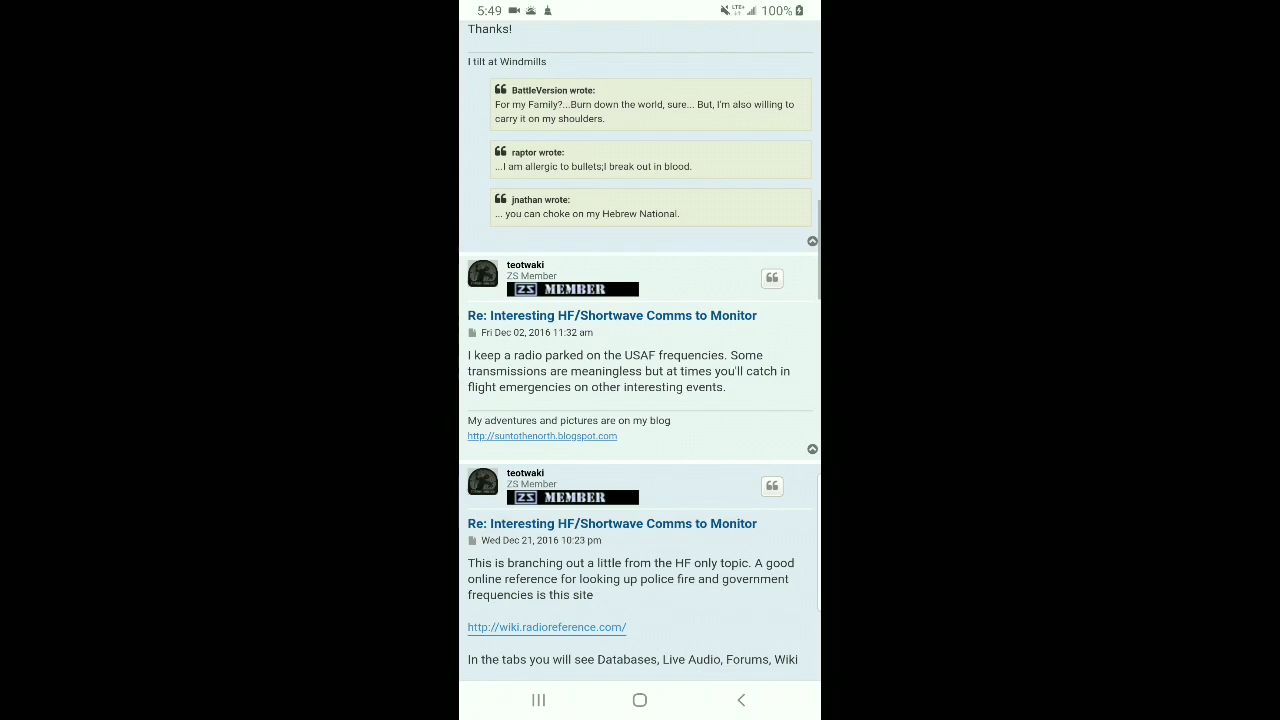 5:49
LTE+
100%
Thanks!
I tilt at Windmills
BattleVersion wrote:
For my Family?...Burn down the world, sure... But, I'm also willing to
carry it on my shoulders.
raptor wrote:
...I am allergic to bullets;I break out in blood.
jnathan wrote:
... you can choke on my Hebrew National.
teotwaki
ZS Member
ZS MEMBER
Re: Interesting HF/Shortwave Comms to Monitor
Fri Dec 02, 2016 11:32 am
I keep a radio parked on the USAF frequencies. Some
transmissions are meaningless but at times you'll catch in
flight emergencies on other interesting events.
My adventures and pictures are on my blog
http://suntothenorth.blogspot.com
teotwaki
ZS Member
ZS MEMBER
Re: Interesting HF/Shortwave Comms to Monitor
Wed Dec 21, 2016 10:23 pm
This is branching out a little from the HF only topic. A good
online reference for looking up police fire and government
frequencies is this site
http://wiki.radioreference.com/
In the tabs you will see Databases, Live Audio, Forums, Wiki